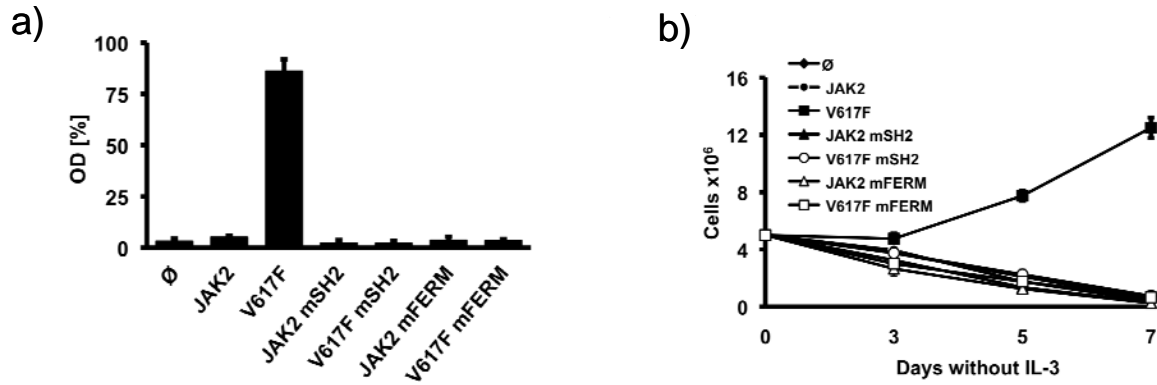 a)
100
75
50
25
0
OD [%]
Ø
JAK2
V617F
JAK2 mSH2
V617F mSH2
JAK2 mFERM
V617F mFERM
b)
Ø
JAK2
V617F
JAK2 mSH2
V617F mSH2
JAK2 mFERM
V617F mFERM
16
12
8
4
0
Cells x10⁶
0 3 5 7
Days without IL-3